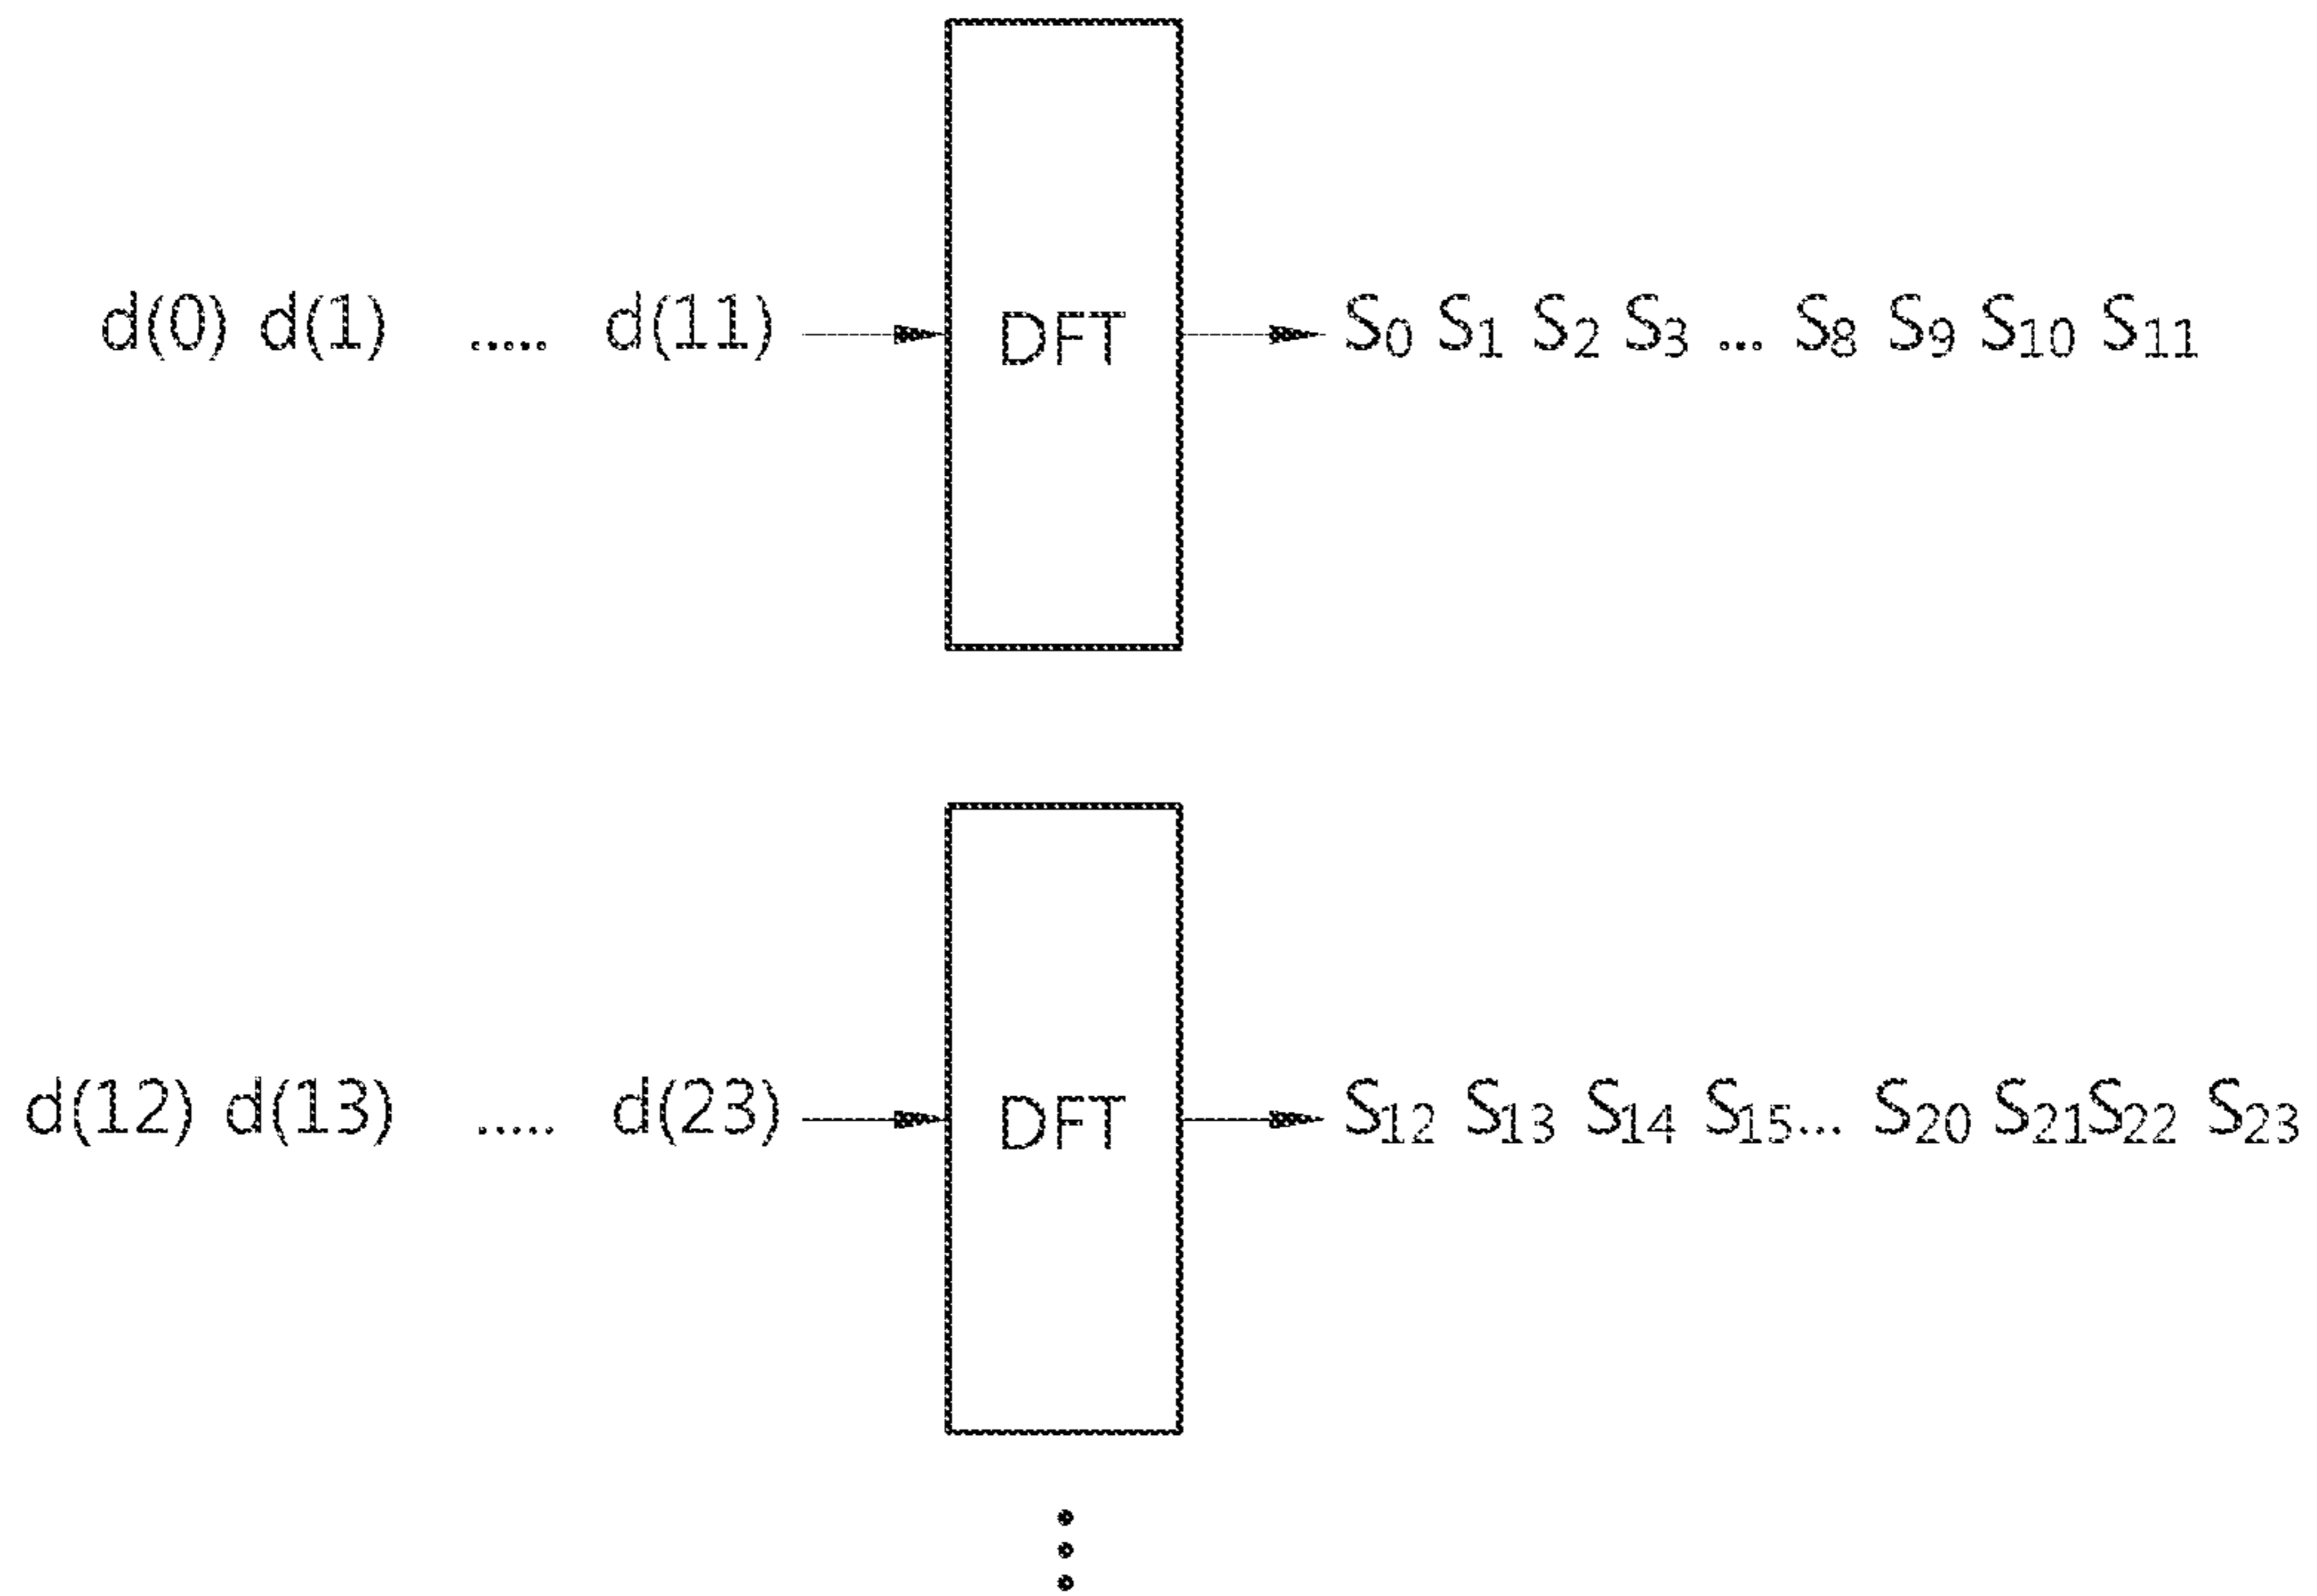 d(0) d(1) ..... d(11) DFT S₀ S₁ S₂ S₃ ... S₈ S₉ S₁₀ S₁₁
d(12) d(13) ..... d(23) DFT S₁₂ S₁₃ S₁₄ S₁₅... S₂₀ S₂₁S₂₂ S₂₃